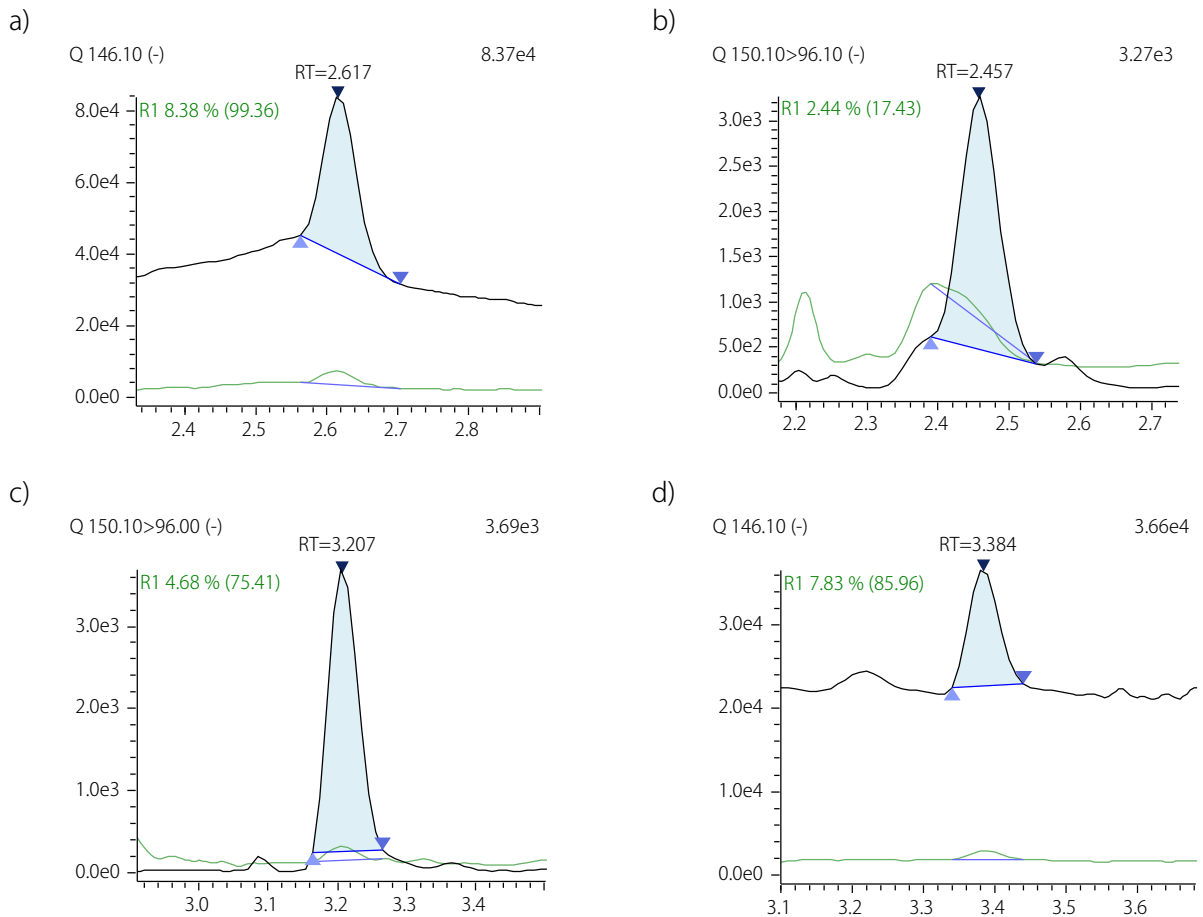 a)
Q 146.10 (-) 8.37e4
RT=2.617
R1 8.38 % (99.36)
8.0e4
6.0e4
4.0e4
2.0e4
0.0e0
2.4 2.5 2.6 2.7 2.8
b)
Q 150.10>96.10 (-) 3.27e3
RT=2.457
R1 2.44 % (17.43)
3.0e3
2.5e3
2.0e3
1.5e3
1.0e3
5.0e2
0.0e0
2.2 2.3 2.4 2.5 2.6 2.7
c)
Q 150.10>96.00 (-) 3.69e3
RT=3.207
R1 4.68 % (75.41)
3.0e3
2.0e3
1.0e3
0.0e0
3.0 3.1 3.2 3.3 3.4
d)
Q 146.10 (-) 3.66e4
RT=3.384
R1 7.83 % (85.96)
3.0e4
2.0e4
1.0e4
0.0e0
3.1 3.2 3.3 3.4 3.5 3.6